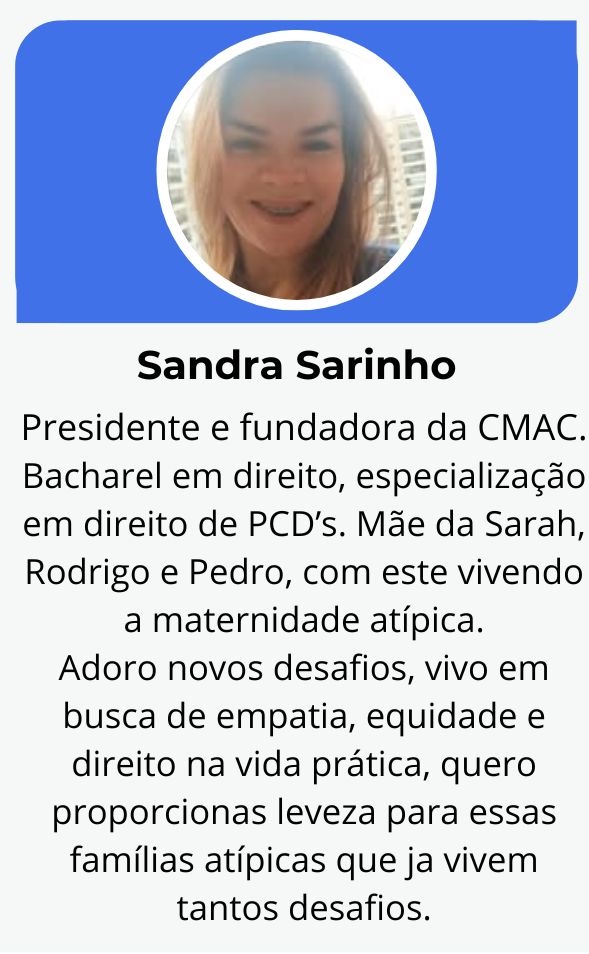 Sandra Sarinho
Presidente e fundadora da CMAC.
Bacharel em direito, especialização
em direito de PCD’s. Mãe da Sarah,
Rodrigo e Pedro, com este vivendo
a maternidade atípica.
Adoro novos desafios, vivo em
busca de empatia, equidade e
direito na vida prática, quero
proporcionas leveza para essas
famílias atípicas que ja vivem
tantos desafios.